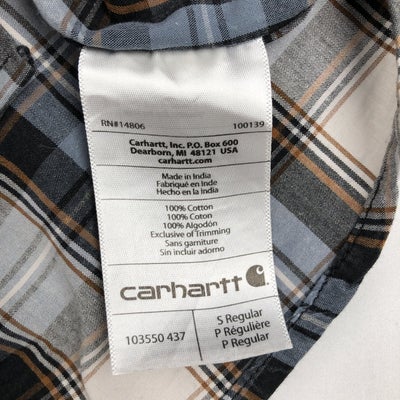 RN#14806 100139
Carhartt, Inc. P.O. Box 600
Dearborn, MI 48121 USA
carhartt.com
Made in India
Fabriqué en Inde
Hecho en India
100% Cotton
100% Coton
100% Algodón
Exclusive of Trimming
Sans garniture
Sin incluir adorno
carhartt
103550 437
S Regular
P Régulière
P Regular